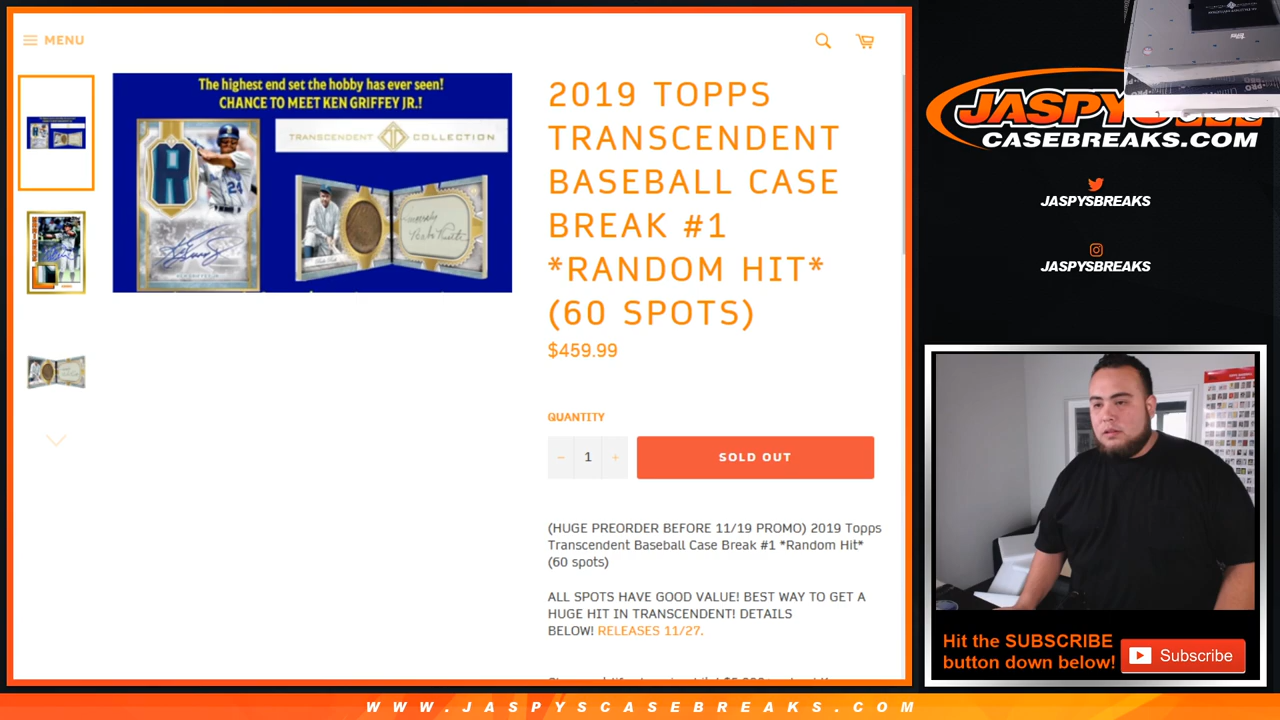 MENU
The highest end set the hobby has ever seen!
CHANCE TO MEET KEN GRIFFEY JR.!
TRANSCENDENT COLLECTION
24
2019 TOPPS
TRANSCENDENT
BASEBALL CASE
BREAK #1
*RANDOM HIT*
(60 SPOTS)
$459.99
QUANTITY
− 1 +
SOLD OUT
(HUGE PREORDER BEFORE 11/19 PROMO) 2019 Topps
Transcendent Baseball Case Break #1 *Random Hit*
(60 spots)
ALL SPOTS HAVE GOOD VALUE! BEST WAY TO GET A
HUGE HIT IN TRANSCENDENT! DETAILS
BELOW! RELEASES 11/27.
JASPY
CASEBREAKS.COM
JASPYSBREAKS
JASPYSBREAKS
Hit the SUBSCRIBE
button down below!
Subscribe
WWW.JASPYSCASEBREAKS.COM